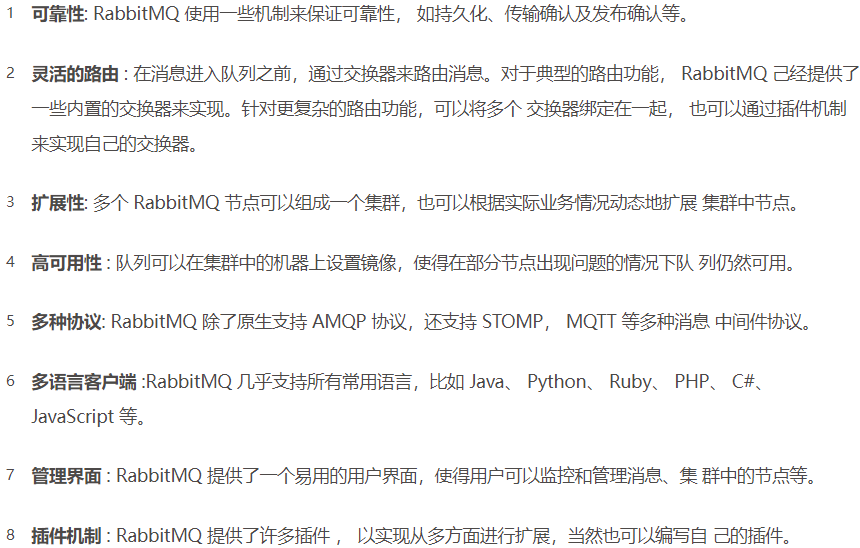 1 可靠性: RabbitMQ 使用一些机制来保证可靠性， 如持久化、传输确认及发布确认等。
2 灵活的路由 : 在消息进入队列之前，通过交换器来路由消息。对于典型的路由功能， RabbitMQ 己经提供了
一些内置的交换器来实现。针对更复杂的路由功能，可以将多个 交换器绑定在一起， 也可以通过插件机制
来实现自己的交换器。
3 扩展性: 多个 RabbitMQ 节点可以组成一个集群，也可以根据实际业务情况动态地扩展 集群中节点。
4 高可用性 : 队列可以在集群中的机器上设置镜像，使得在部分节点出现问题的情况下队 列仍然可用。
5 多种协议: RabbitMQ 除了原生支持 AMQP 协议，还支持 STOMP， MQTT 等多种消息 中间件协议。
6 多语言客户端 :RabbitMQ 几乎支持所有常用语言，比如 Java、 Python、 Ruby、 PHP、 C#、
JavaScript 等。
7 管理界面 : RabbitMQ 提供了一个易用的用户界面，使得用户可以监控和管理消息、集 群中的节点等。
8 插件机制 : RabbitMQ 提供了许多插件 ， 以实现从多方面进行扩展，当然也可以编写自 己的插件。